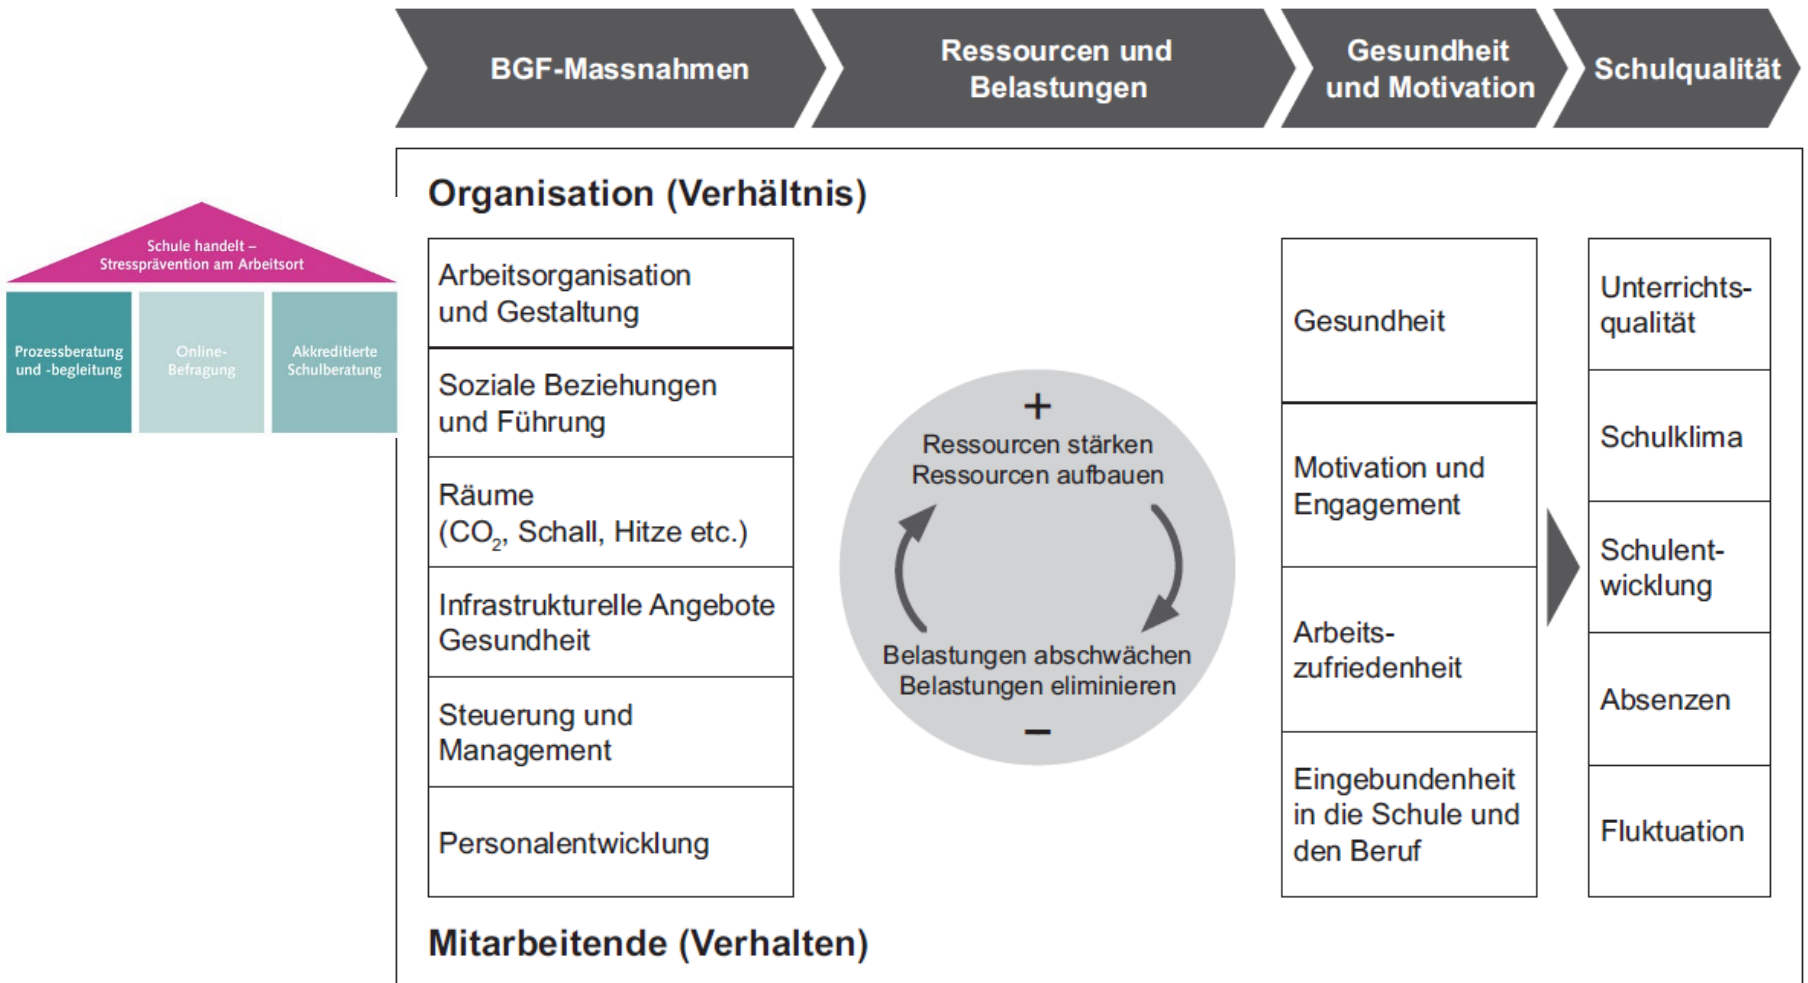 BGF-Massnahmen
Ressourcen und
Belastungen
Gesundheit
und Motivation
Schulqualität
Organisation (Verhältnis)
Schule handelt –
Stressprävention am Arbeitsort
Prozessberatung
und -begleitung
Online-
Befragung
Akkreditierte
Schulberatung
Arbeitsorganisation
und Gestaltung
Soziale Beziehungen
und Führung
Räume
(CO₂, Schall, Hitze etc.)
Infrastrukturelle Angebote
Gesundheit
Steuerung und
Management
Personalentwicklung
+
Ressourcen stärken
Ressourcen aufbauen
Belastungen abschwächen
Belastungen eliminieren
–
Gesundheit
Motivation und
Engagement
Arbeits-
zufriedenheit
Eingebundenheit
in die Schule und
den Beruf
Unterrichts-
qualität
Schulklima
Schulent-
wicklung
Absenzen
Fluktuation
Mitarbeitende (Verhalten)